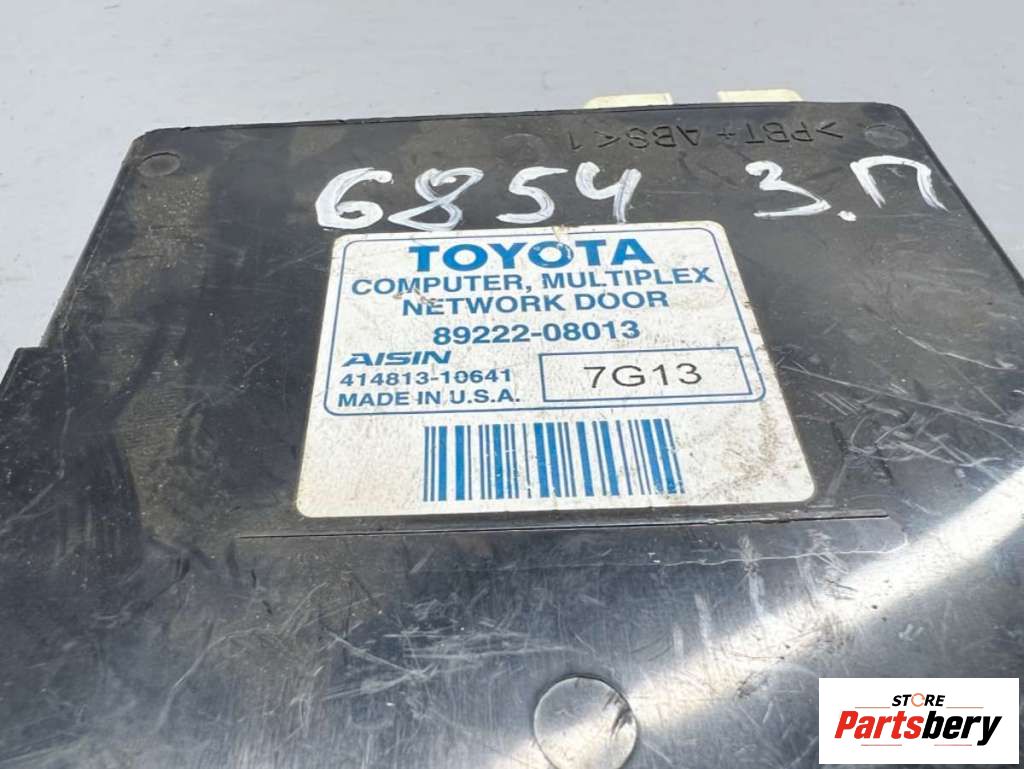 >PBT + ABS< 1
6854 3.П
TOYOTA
COMPUTER, MULTIPLEX
NETWORK DOOR
89222-08013
AISIN
414813-10641
MADE IN U.S.A.
7G13
STORE
Partsbery